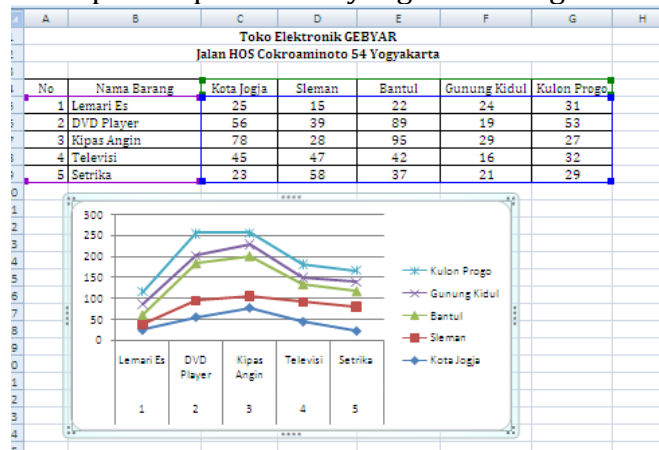 A B C D E F G H
Toko Elektronik GEBYAR
Jalan HOS Cokroaminoto 54 Yogyakarta
No Nama Barang Kota Jogja Sleman Bantul Gunung Kidul Kulon Progo
1 Lemari Es 25 15 22 24 31
2 DVD Player 56 39 89 19 53
3 Kipas Angin 78 28 95 29 27
4 Televisi 45 47 42 16 32
5 Setrika 23 58 37 21 29
300
250
200
150
100
50
0
Lemari Es DVD Player Kipas Angin Televisi Setrika
1 2 3 4 5
Kulon Progo
Gunung Kidul
Bantul
Sleman
Kota Jogja